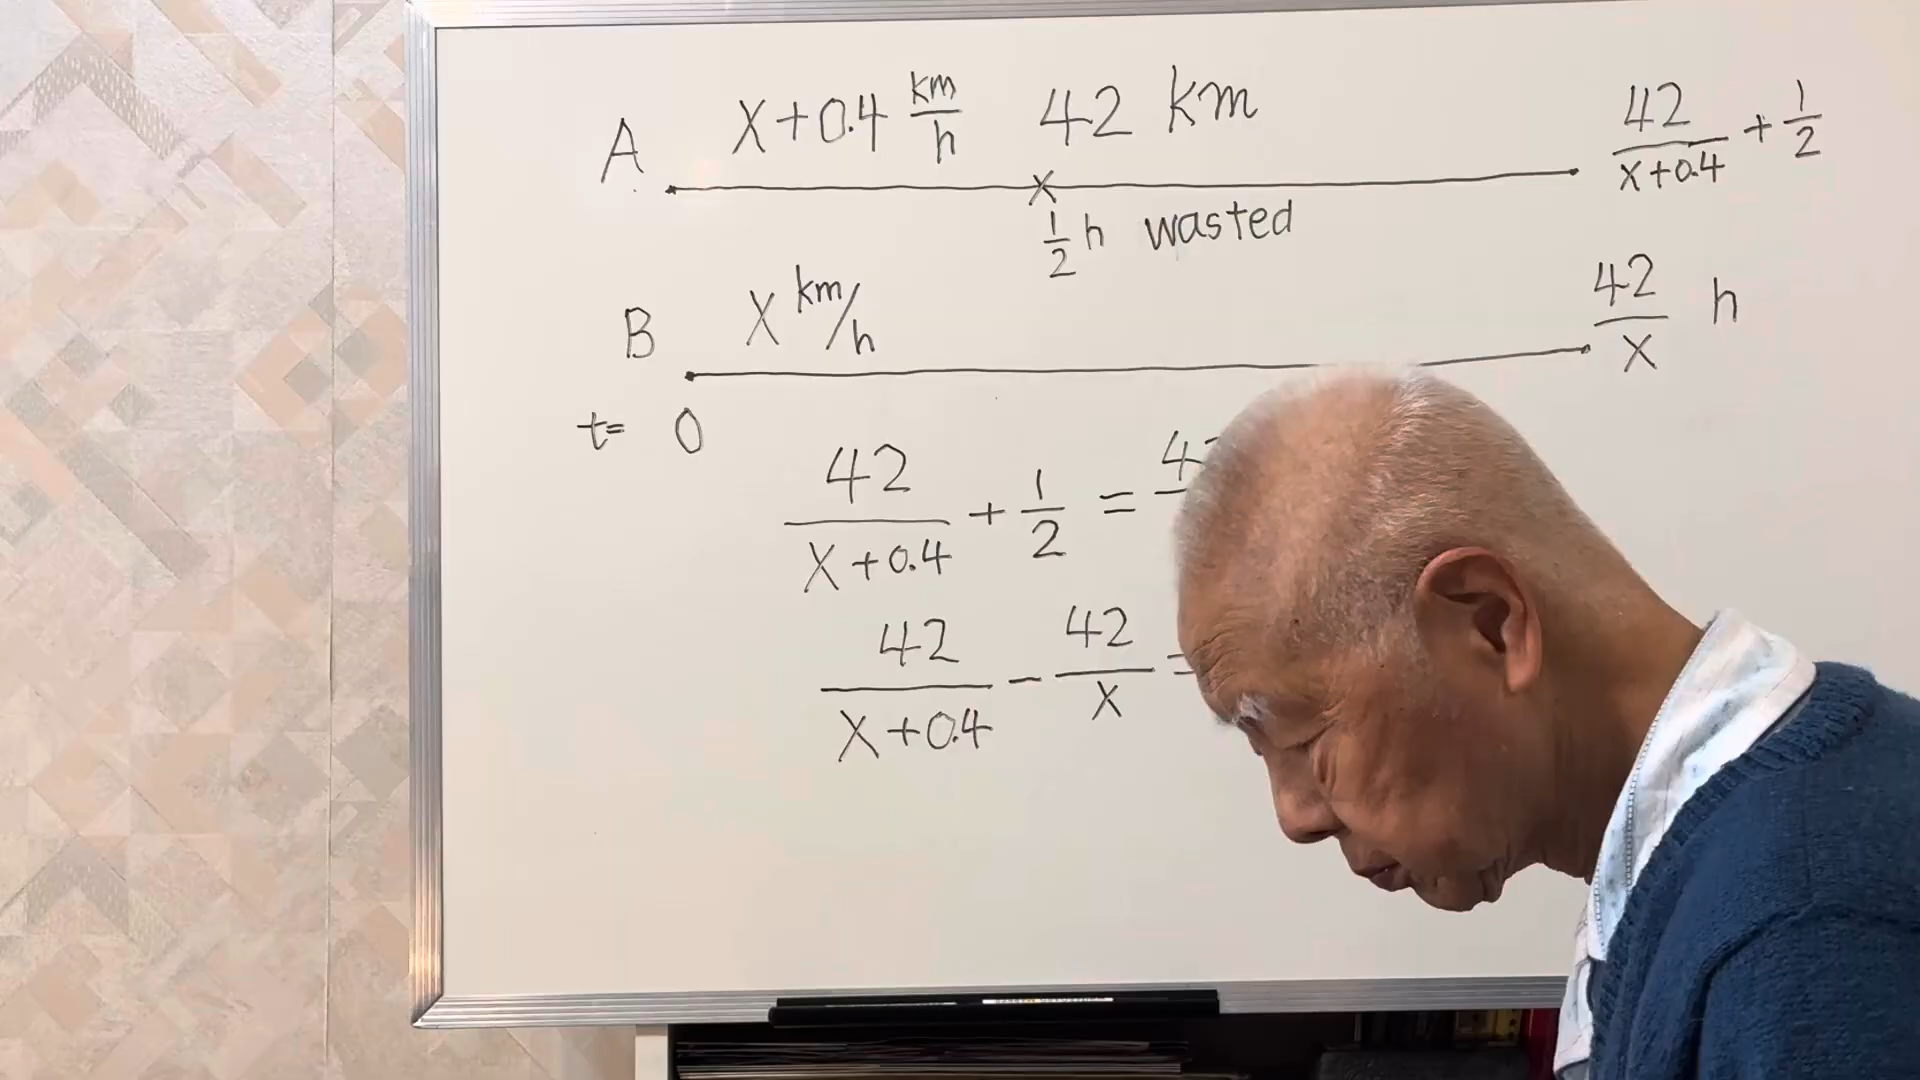 A X+0.4 km/h 42 km 42/(x+0.4) + 1/2
x
1/2 h wasted
B X km/h 42/x h
t= 0
42/(X+0.4) + 1/2 =
42/(X+0.4) − 42/X =